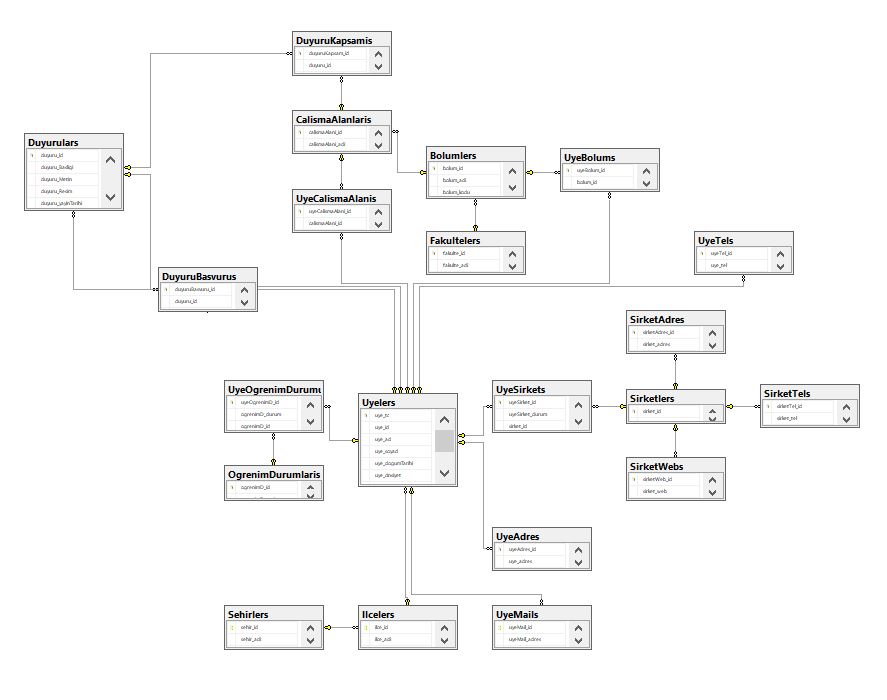 DuyuruKapsamis
duyuruKapsam_id
duyuru_id
CalismaAlanlaris
calismaAlani_id
calismaAlani_adi
Duyurulars
duyuru_id
duyuru_Basligi
duyuru_Metin
duyuru_Resim
duyuru_yayinTarihi
Bolumlers
bolum_id
bolum_adi
bolum_kodu
UyeBolums
uyeBolum_id
bolum_id
UyeCalismaAlanis
uyeCalismaAlani_id
calismaAlani_id
FakulteIers
fakulte_id
fakulte_adi
UyeTels
uyeTel_id
uye_tel
DuyuruBasvurus
duyuruBasvuru_id
duyuru_id
SirketAdres
sirketAdres_id
sirket_adres
UyeOgrenimDurumu
uyeOgrenimD_id
ogrenimD_durum
ogrenimD_id
Uyelers
uye_tc
uye_id
uye_ad
uye_soyad
uye_dogumTarihi
uye_cinsiyet
UyeSirkets
uyeSirket_id
uyeSirket_durum
sirket_id
Sirketlers
sirket_id
SirketTels
sirketTel_id
sirket_tel
OgrenimDurumlaris
ogrenimD_id
SirketWebs
sirketWeb_id
sirket_web
UyeAdres
uyeAdres_id
uye_adres
Sehirlers
sehir_id
sehir_adi
Ilcelers
ilce_id
ilce_adi
UyeMails
uyeMail_id
uyeMail_adres